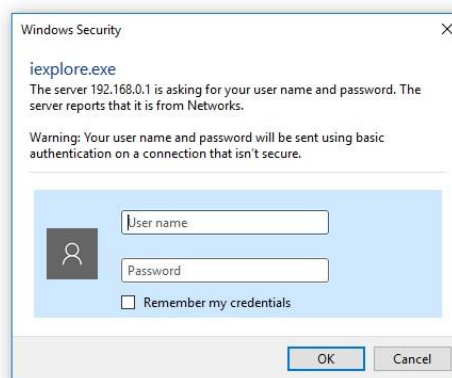 Windows Security
iexplore.exe
The server 192.168.0.1 is asking for your user name and password. The
server reports that it is from Networks.
Warning: Your user name and password will be sent using basic
authentication on a connection that isn't secure.
User name
Password
Remember my credentials
OK
Cancel